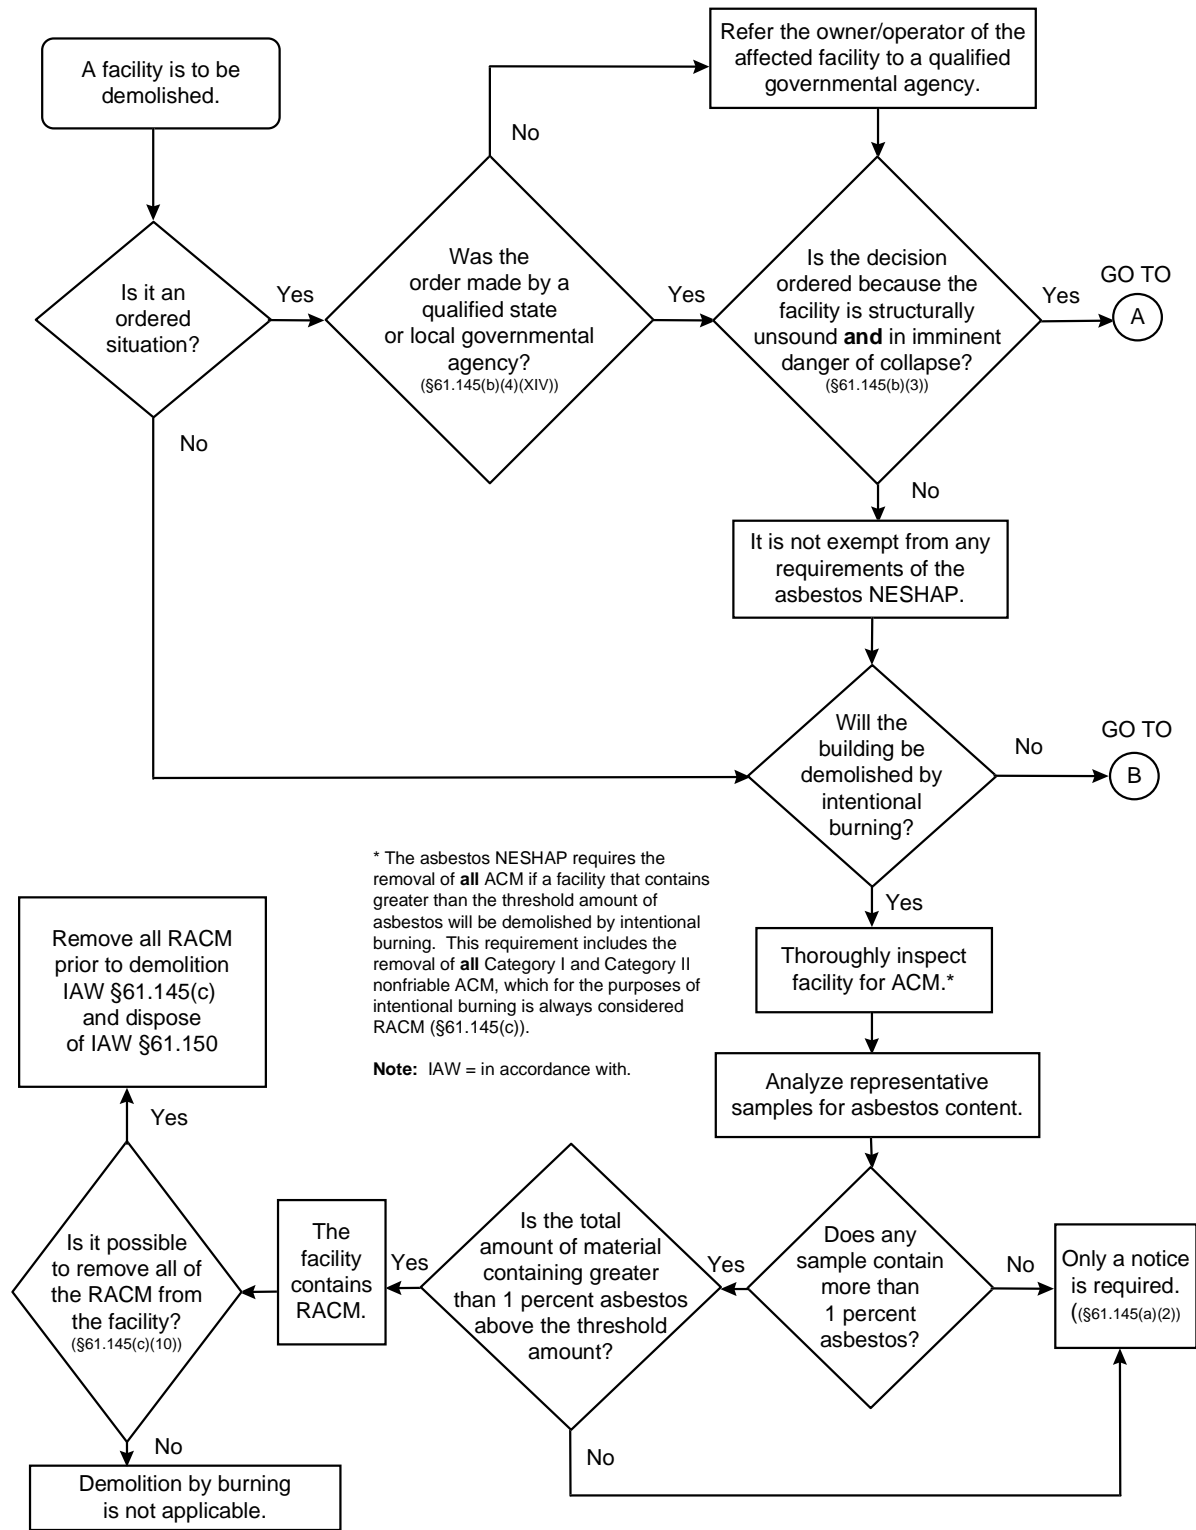 A facility is to be
demolished.
Refer the owner/operator of the
affected facility to a qualified
governmental agency.
No
Is it an
ordered
situation?
Yes
Was the
order made by a
qualified state
or local governmental
agency?
(§61.145(b)(4)(XIV))
Yes
Is the decision
ordered because the
facility is structurally
unsound and in imminent
danger of collapse?
(§61.145(b)(3))
Yes
GO TO
A
No
No
It is not exempt from any
requirements of the
asbestos NESHAP.
Will the
building be
demolished by
intentional
burning?
No
GO TO
B
Yes
* The asbestos NESHAP requires the
removal of all ACM if a facility that contains
greater than the threshold amount of
asbestos will be demolished by intentional
burning. This requirement includes the
removal of all Category I and Category II
nonfriable ACM, which for the purposes of
intentional burning is always considered
RACM (§61.145(c)).
Note: IAW = in accordance with.
Thoroughly inspect
facility for ACM.*
Analyze representative
samples for asbestos content.
Does any
sample contain
more than
1 percent
asbestos?
No
Only a notice
is required.
((§61.145(a)(2))
Yes
Is the total
amount of material
containing greater
than 1 percent asbestos
above the threshold
amount?
No
Yes
The
facility
contains
RACM.
Is it possible
to remove all of
the RACM from
the facility?
(§61.145(c)(10))
Yes
Remove all RACM
prior to demolition
IAW §61.145(c)
and dispose
of IAW §61.150
No
Demolition by burning
is not applicable.